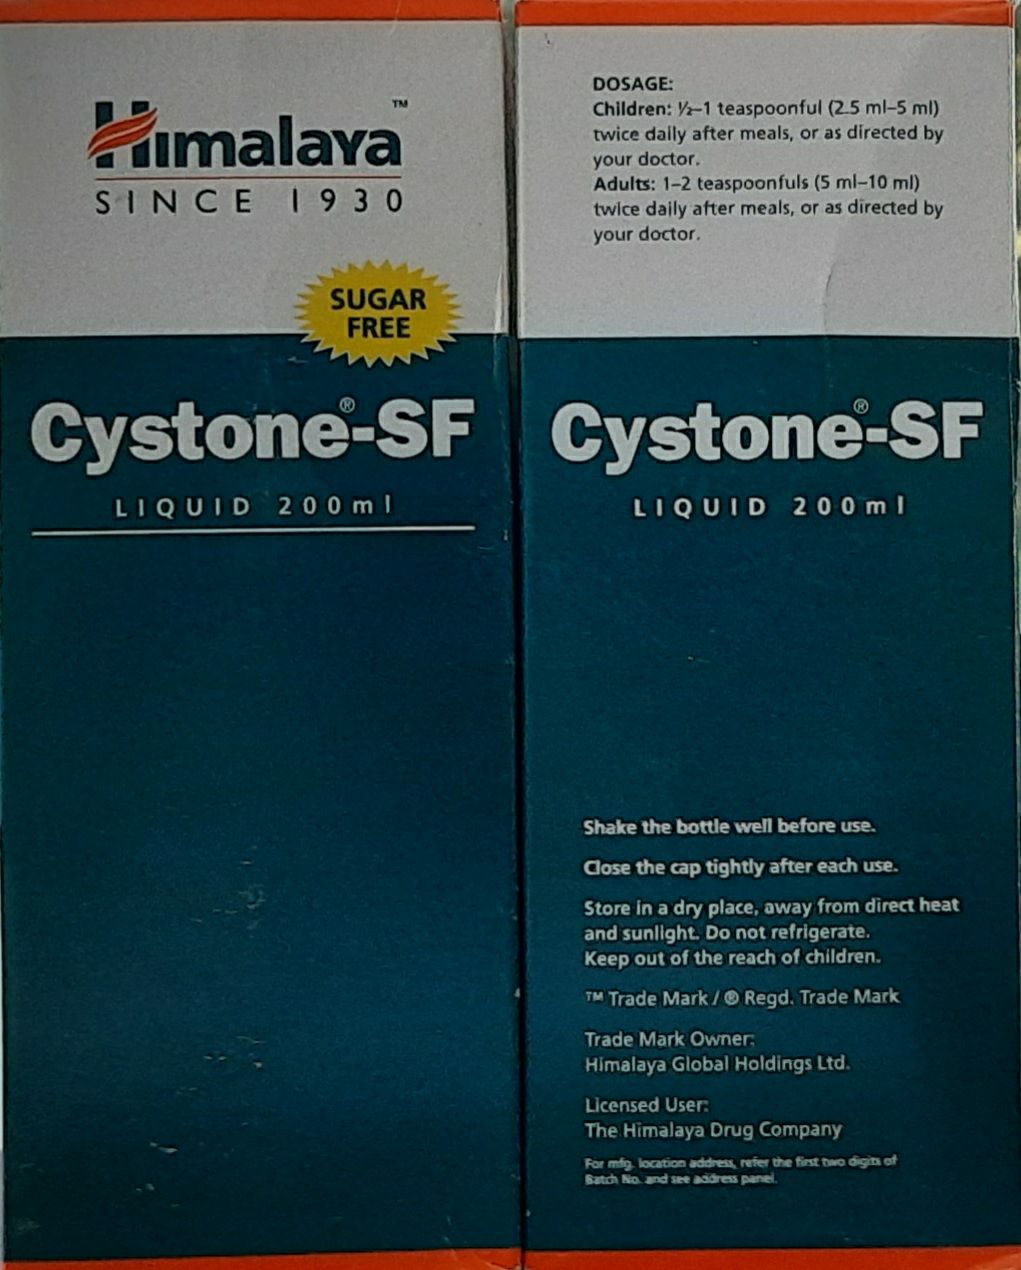 Himalaya™
SINCE 1930
SUGAR
FREE
Cystone®-SF
LIQUID 200ml
DOSAGE:
Children: ½–1 teaspoonful (2.5 ml–5 ml)
twice daily after meals, or as directed by
your doctor.
Adults: 1–2 teaspoonfuls (5 ml–10 ml)
twice daily after meals, or as directed by
your doctor.
Cystone®-SF
LIQUID 200ml
Shake the bottle well before use.
Close the cap tightly after each use.
Store in a dry place, away from direct heat
and sunlight. Do not refrigerate.
Keep out of the reach of children.
™ Trade Mark / ® Regd. Trade Mark
Trade Mark Owner:
Himalaya Global Holdings Ltd.
Licensed User:
The Himalaya Drug Company
For mfg. location address, refer the first two digits of
Batch No. and see address panel.